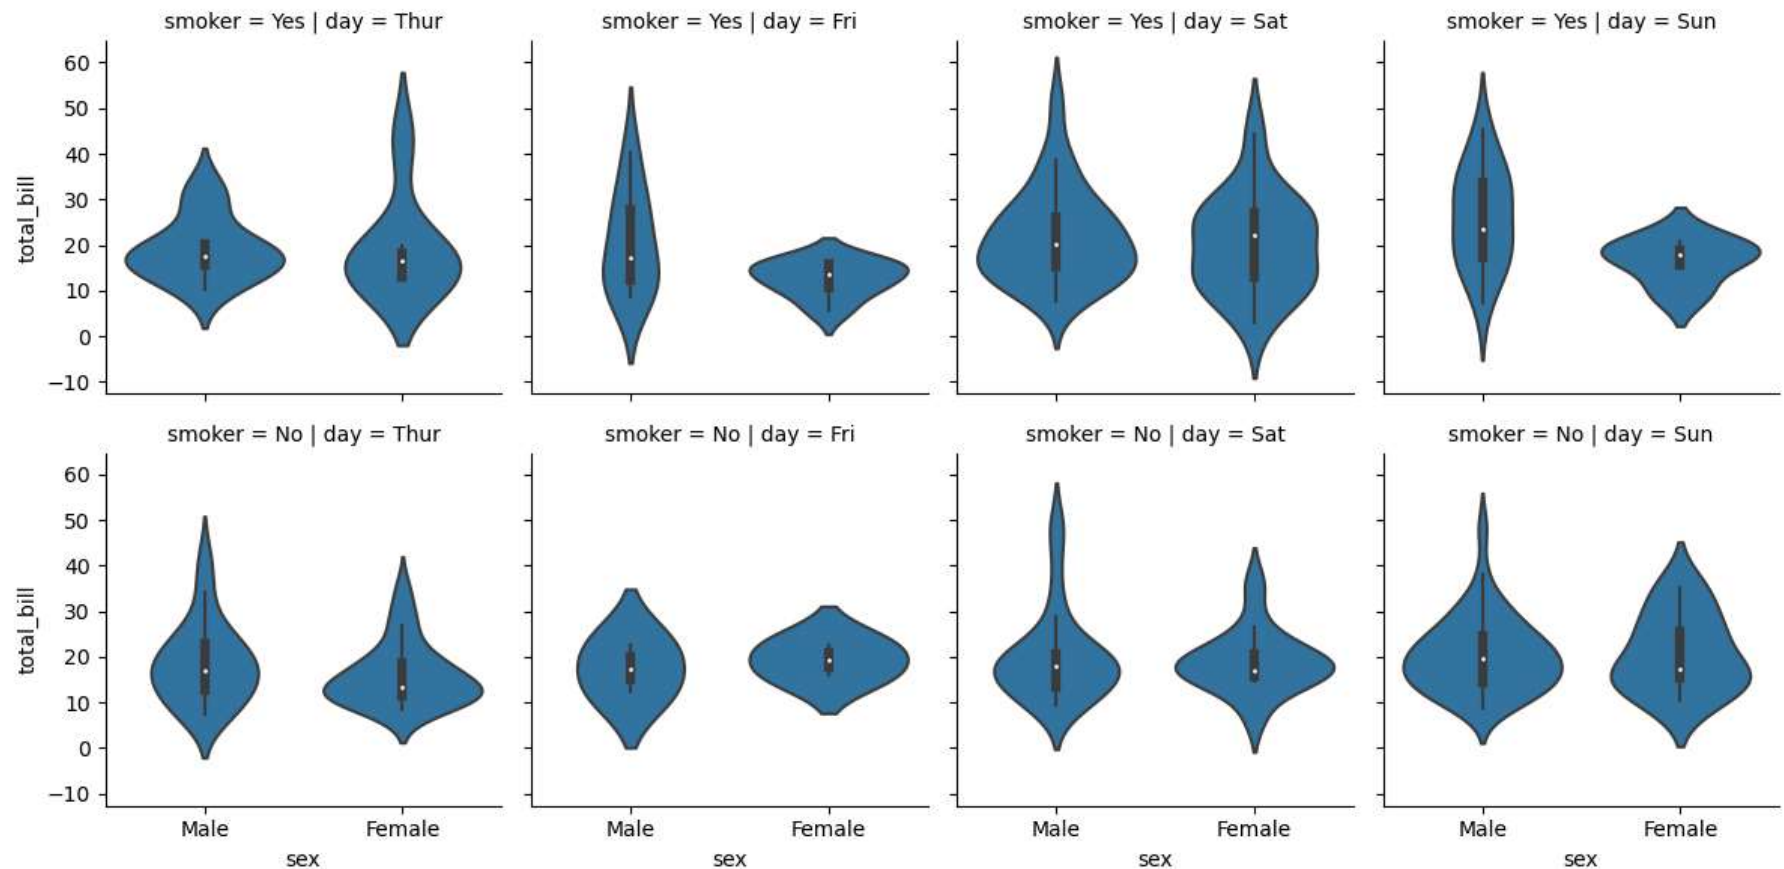 smoker = Yes | day = Thur
smoker = Yes | day = Fri
smoker = Yes | day = Sat
smoker = Yes | day = Sun
60
50
40
30
20
10
0
−10
total_bill
smoker = No | day = Thur
smoker = No | day = Fri
smoker = No | day = Sat
smoker = No | day = Sun
60
50
40
30
20
10
0
−10
total_bill
Male Female
Male Female
Male Female
Male Female
sex
sex
sex
sex